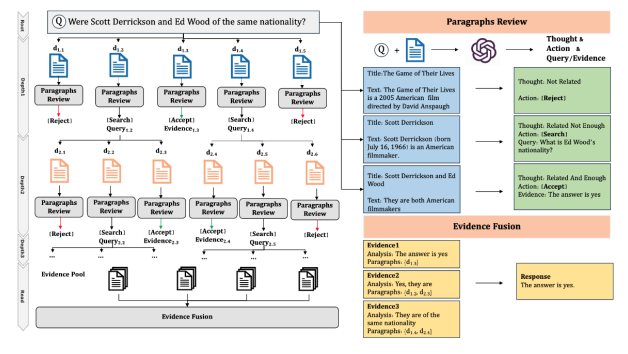 Root
Q Were Scott Derrickson and Ed Wood of the same nationality?
d1.1 d1.2 d1.3 d1.4 d1.5
Depth1
Paragraphs Review Paragraphs Review Paragraphs Review Paragraphs Review Paragraphs Review
{Reject} {Search} {Accept} {Search} {Reject}
Query1.2 Evidence1.3 Query1.4
d2.1 d2.2 d2.3 d2.4 d2.5 d2.6
Depth2
Paragraphs Review Paragraphs Review Paragraphs Review Paragraphs Review Paragraphs Review Paragraphs Review
{Reject} {Search} {Accept} {Accept} {Search} {Reject}
Query2.2 Evidence2.3 Evidence2.4
Depth3
... ... ... ... ... ...
Read
Evidence Pool
Evidence Fusion
Paragraphs Review
Q +
Thought &
Action &
Query/Evidence
Title:The Game of Their Lives
Text: The Game of Their Lives
is a 2005 American film
directed by David Anspaugh
Thought: Not Related
Action: {Reject}
Title: Scott Derrickson
Text: Scott Derrickson (born
July 16, 1966) is an American
filmmaker.
Thought: Related Not Enough
Action: {Search}
Query: What is Ed Wood's
nationality?
Title: Scott Derrickson and Ed
Wood
Text: They are both American
filmmakers
Thought: Related And Enough
Action: {Accept}
Evidence: The answer is yes
Evidence Fusion
Evidence1
Analysis: The answer is yes
Paragraphs: {d1.3}
Evidence2
Analysis: Yes, they are
Paragraphs: {d1.2, d2.3}
Evidence3
Analysis: They are of the
same nationality
Paragraphs: {d1.4, d2.4}
Response
The answer is yes.